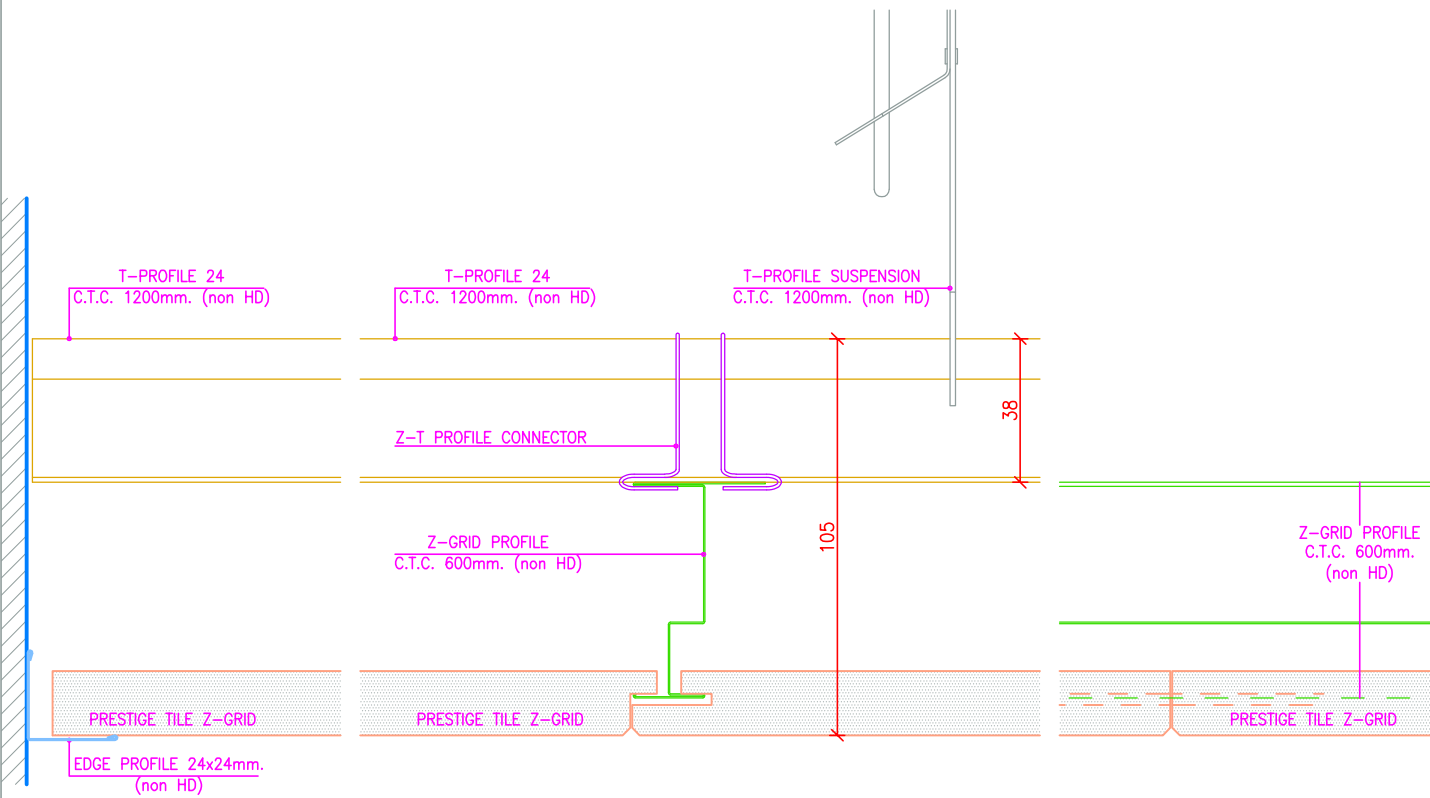 T-PROFILE 24
C.T.C. 1200mm. (non HD)
T-PROFILE 24
C.T.C. 1200mm. (non HD)
T-PROFILE SUSPENSION
C.T.C. 1200mm. (non HD)
38
Z-T PROFILE CONNECTOR
105
Z-GRID PROFILE
C.T.C. 600mm. (non HD)
Z-GRID PROFILE
C.T.C. 600mm.
(non HD)
PRESTIGE TILE Z-GRID
PRESTIGE TILE Z-GRID
PRESTIGE TILE Z-GRID
EDGE PROFILE 24x24mm.
(non HD)